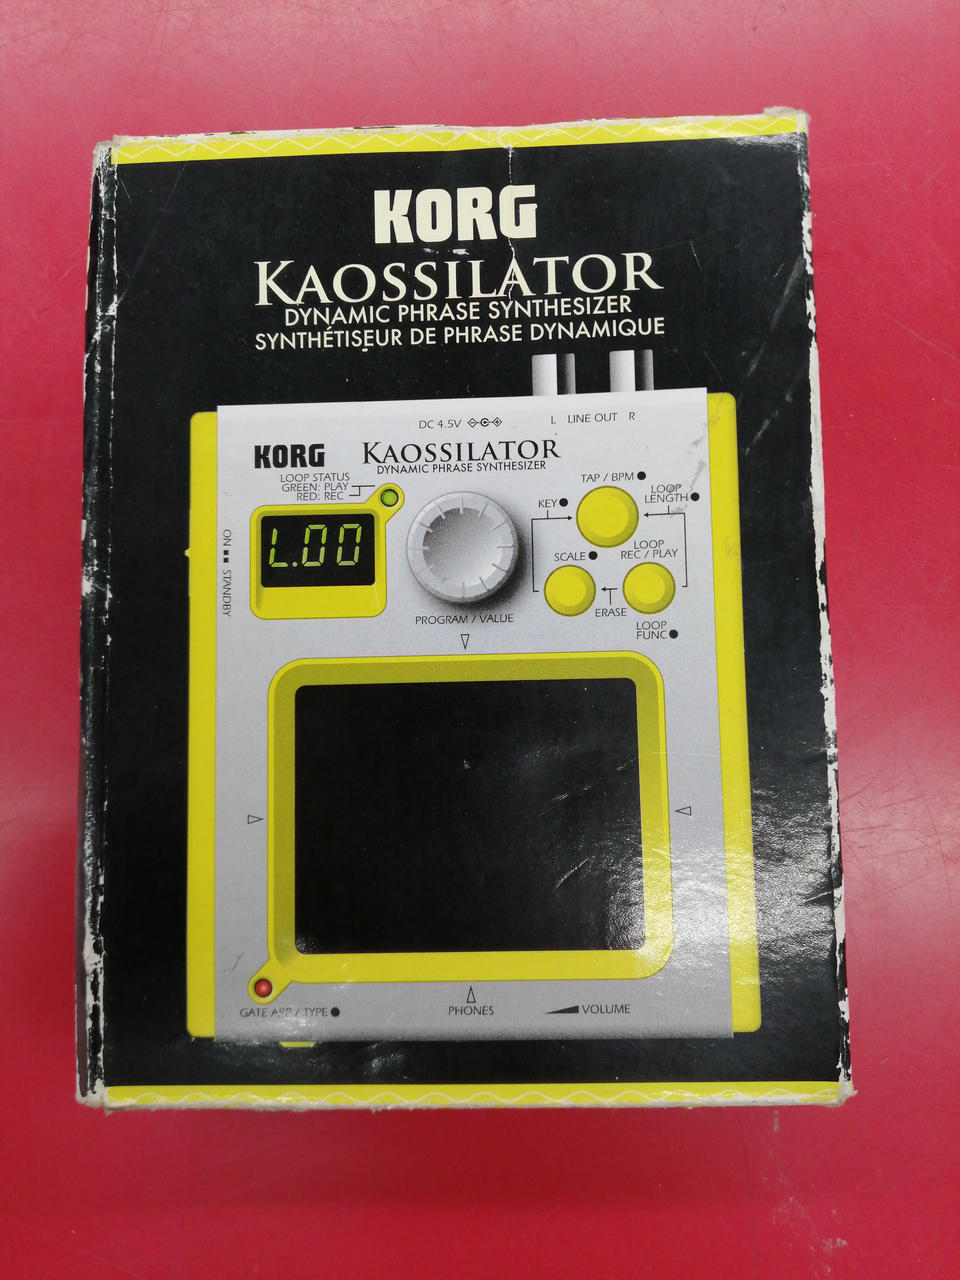 KORG
KAOSSILATOR
DYNAMIC PHRASE SYNTHESIZER
SYNTHÉTISEUR DE PHRASE DYNAMIQUE
DC 4.5V
L LINE OUT R
KORG
KAOSSILATOR
DYNAMIC PHRASE SYNTHESIZER
LOOP STATUS
GREEN: PLAY
RED: REC
TAP / BPM
KEY
LOOP
LENGTH
L.00
ON STANDBY
SCALE
LOOP
REC / PLAY
ERASE
LOOP
FUNC
PROGRAM / VALUE
GATE ARP / TYPE
PHONES
VOLUME